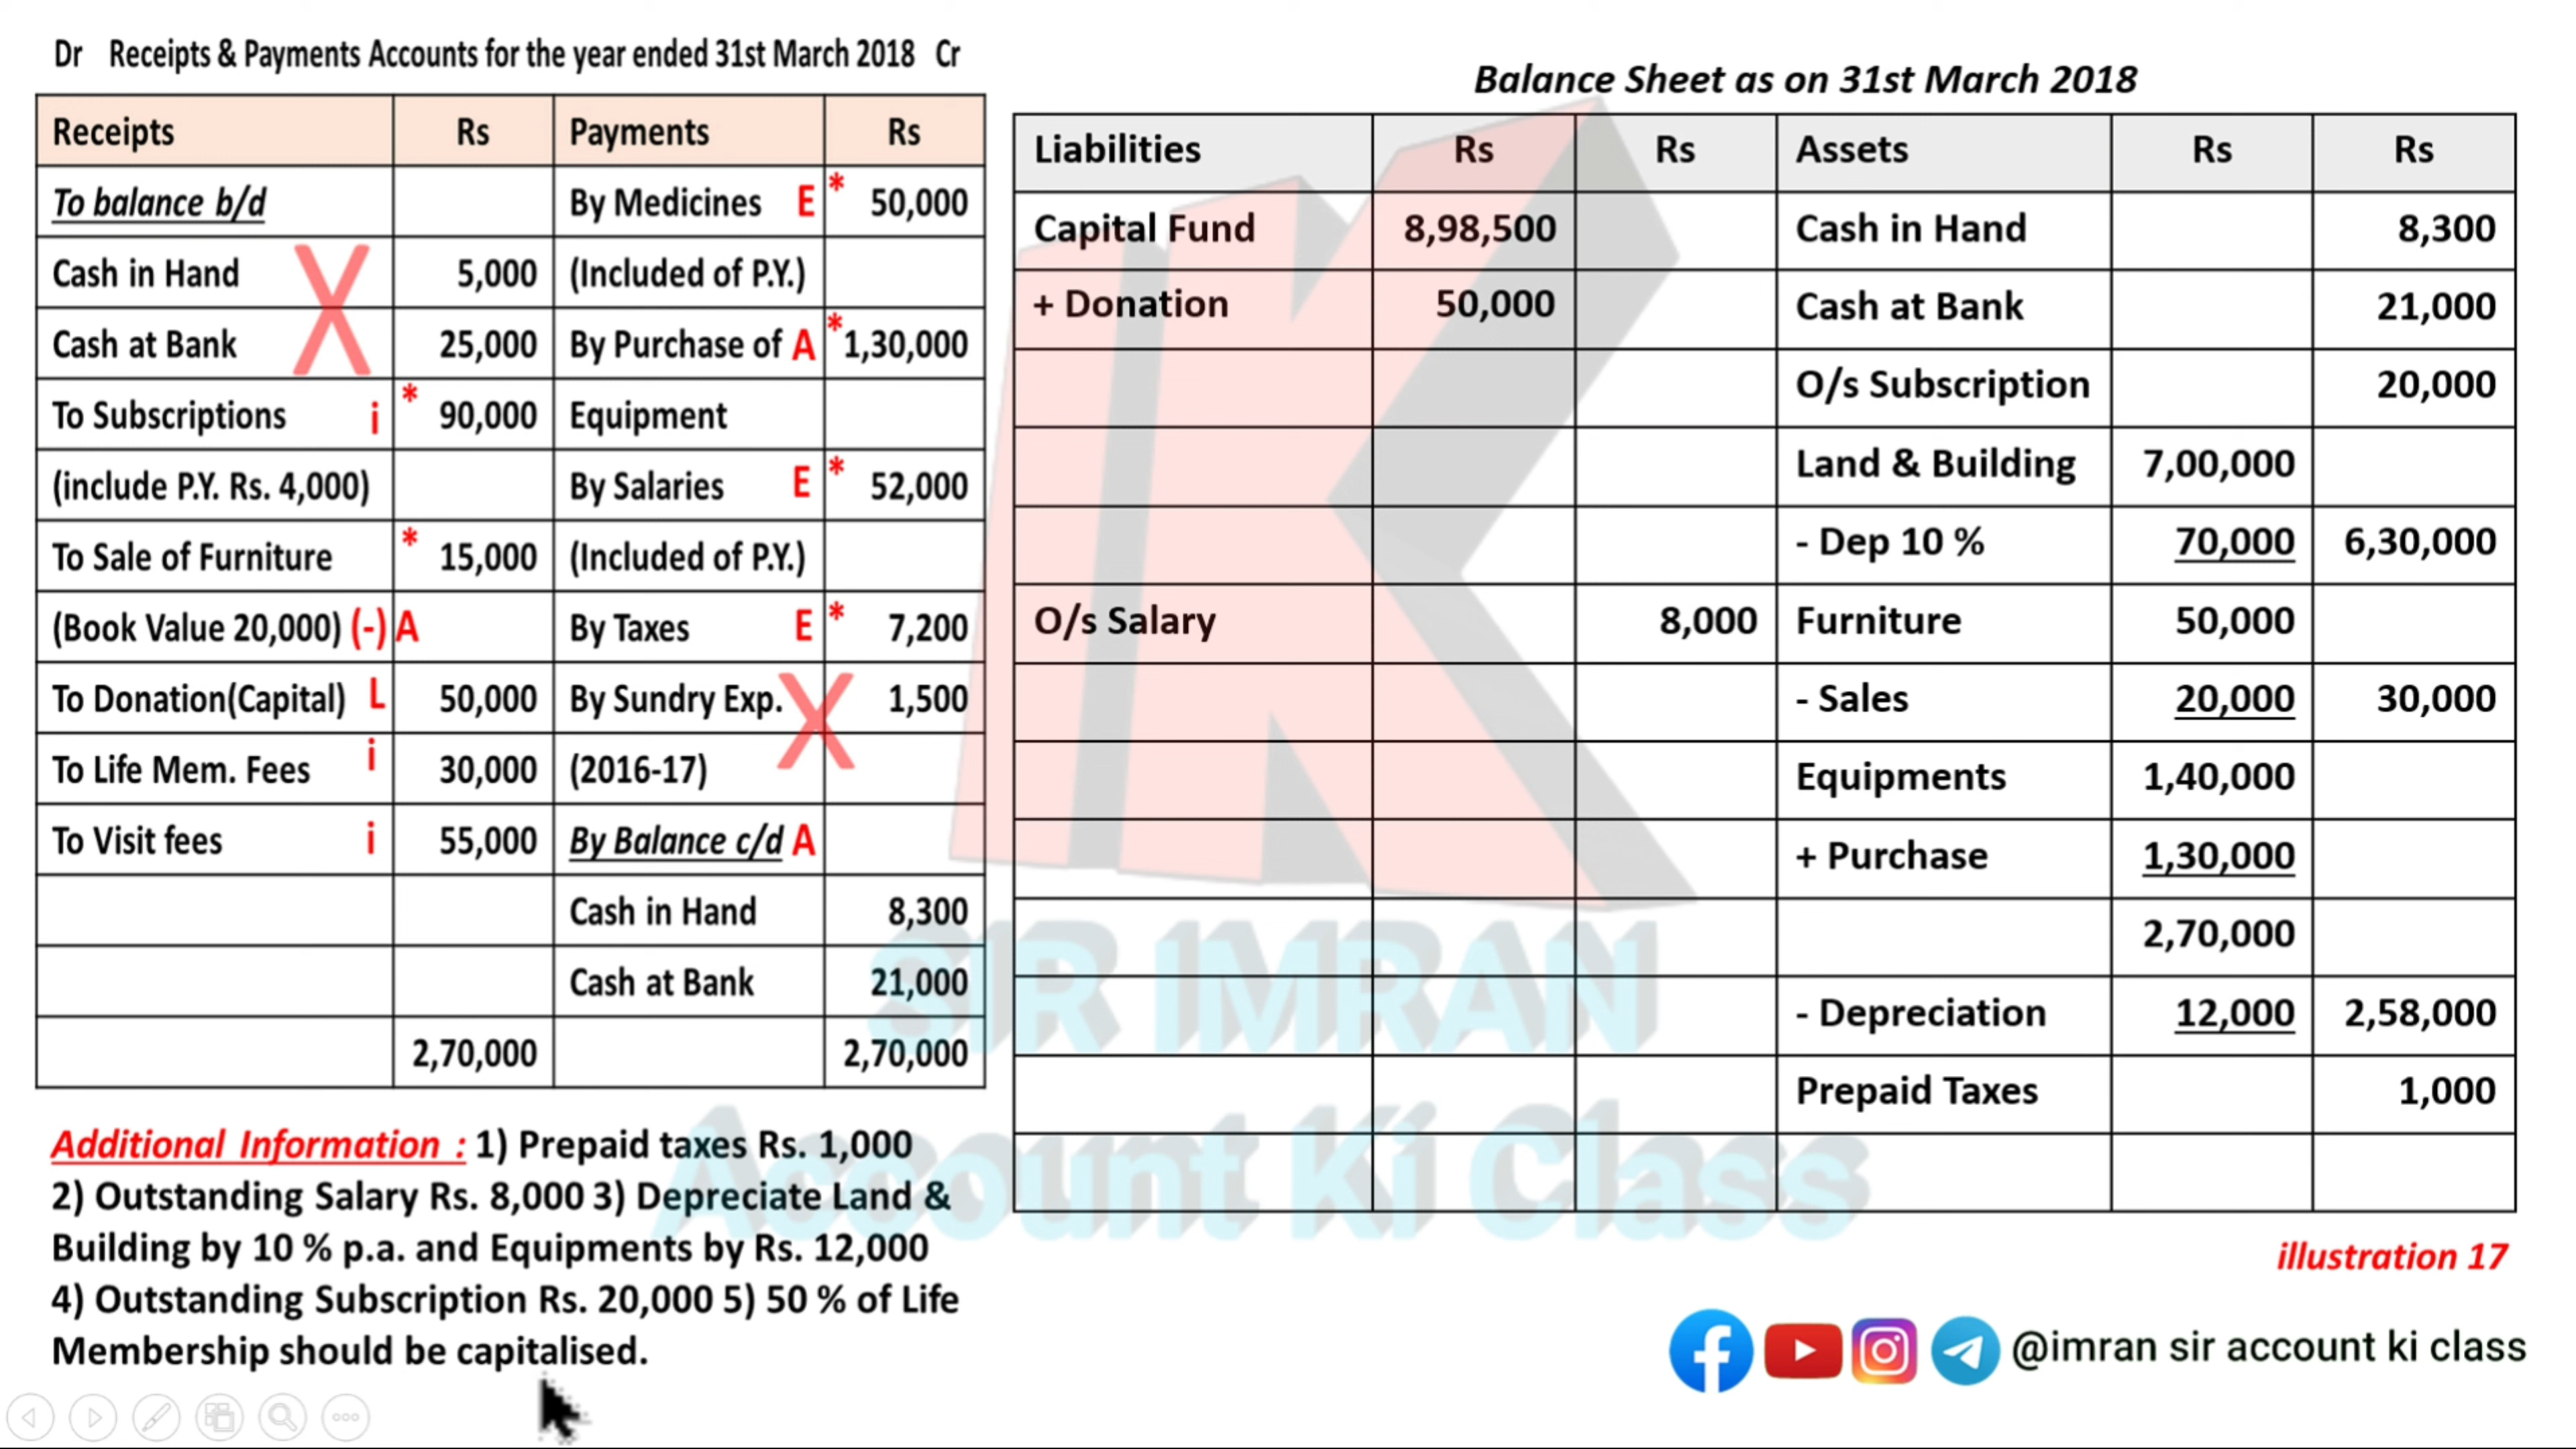 Dr Receipts & Payments Accounts for the year ended 31st March 2018 Cr
Receipts Rs Payments Rs
To balance b/d By Medicines E * 50,000
Cash in Hand X 5,000 (Included of P.Y.)
Cash at Bank 25,000 By Purchase of A * 1,30,000
To Subscriptions i * 90,000 Equipment
(include P.Y. Rs. 4,000) By Salaries E * 52,000
To Sale of Furniture * 15,000 (Included of P.Y.)
(Book Value 20,000) (-) A By Taxes E * 7,200
To Donation(Capital) L 50,000 By Sundry Exp. X 1,500
To Life Mem. Fees i 30,000 (2016-17)
To Visit fees i 55,000 By Balance c/d A
Cash in Hand 8,300
Cash at Bank 21,000
2,70,000 2,70,000
Additional Information : 1) Prepaid taxes Rs. 1,000
2) Outstanding Salary Rs. 8,000 3) Depreciate Land &
Building by 10 % p.a. and Equipments by Rs. 12,000
4) Outstanding Subscription Rs. 20,000 5) 50 % of Life
Membership should be capitalised.
Balance Sheet as on 31st March 2018
Liabilities Rs Rs Assets Rs Rs
Capital Fund 8,98,500 Cash in Hand 8,300
+ Donation 50,000 Cash at Bank 21,000
O/s Subscription 20,000
Land & Building 7,00,000
- Dep 10 % 70,000 6,30,000
O/s Salary 8,000 Furniture 50,000
- Sales 20,000 30,000
Equipments 1,40,000
+ Purchase 1,30,000
2,70,000
- Depreciation 12,000 2,58,000
Prepaid Taxes 1,000
illustration 17
@imran sir account ki class
K
SIR IMRAN
Account Ki Class